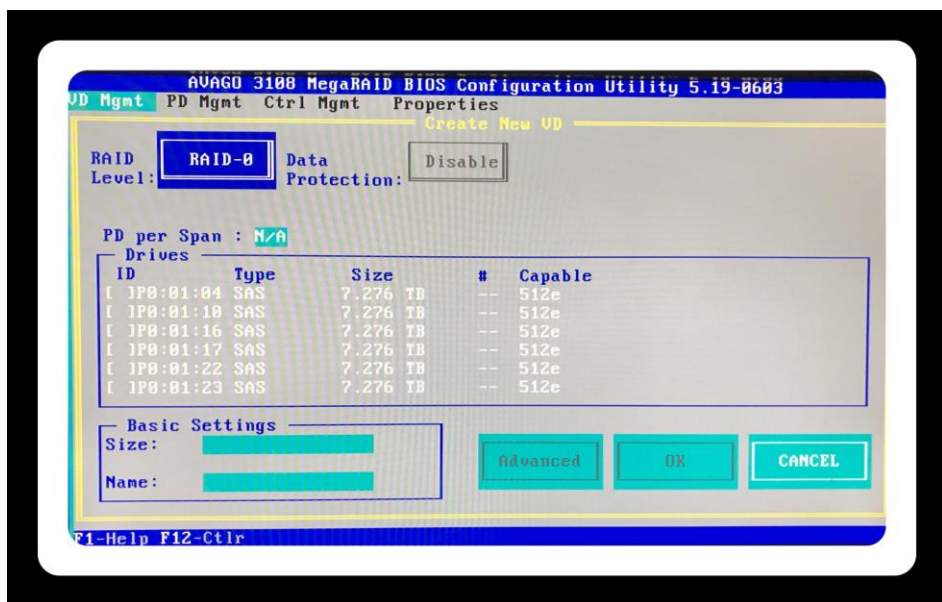 AVAGO 3108 MegaRAID BIOS Configuration Utility 5.19-0603
VD Mgmt PD Mgmt Ctrl Mgmt Properties
Create New VD
RAID Level: RAID-0 Data Protection: Disable
PD per Span : N/A
Drives
ID Type Size # Capable
[ ]P0:01:04 SAS 7.276 TB -- 512e
[ ]P0:01:10 SAS 7.276 TB -- 512e
[ ]P0:01:16 SAS 7.276 TB -- 512e
[ ]P0:01:17 SAS 7.276 TB -- 512e
[ ]P0:01:22 SAS 7.276 TB -- 512e
[ ]P0:01:23 SAS 7.276 TB -- 512e
Basic Settings
Size:
Name:
Advanced OK CANCEL
F1-Help F12-Ctlr